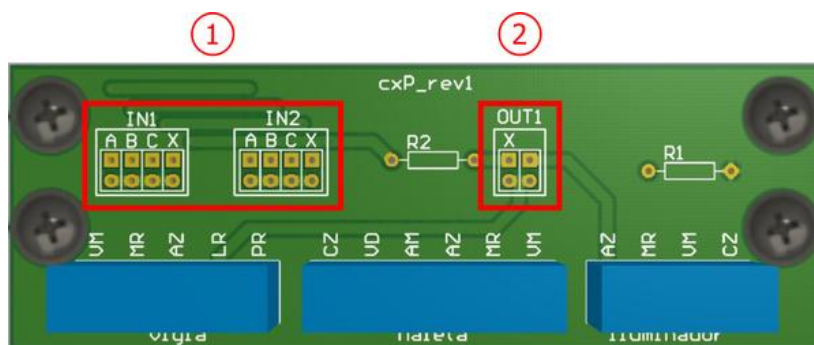 1 2
cxP_rev1
IN1 IN2 OUT1
A B C X A B C X X
R2 R1
VM MR AZ LR PR CZ VD AM AZ MR VM AZ MR VM CZ